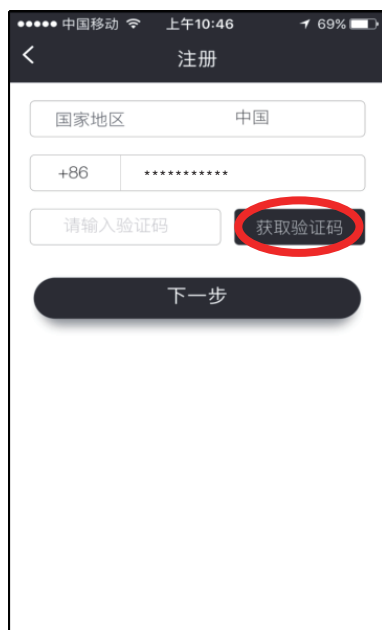 中国移动 上午10:46 69%
注册
国家地区 中国
+86 ***********
请输入验证码 获取验证码
下一步